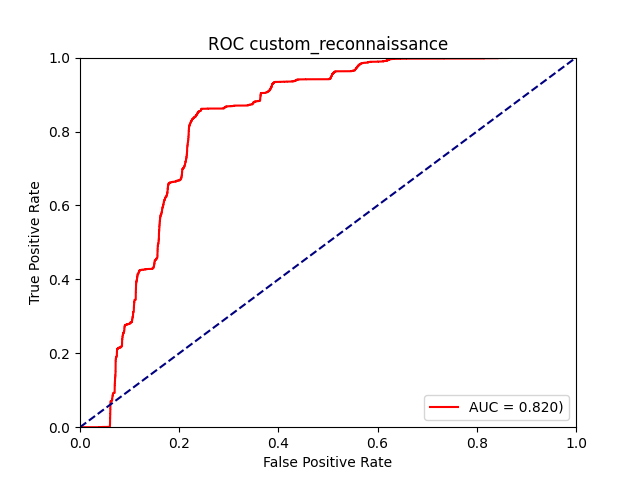 ROC custom_reconnaissance
1.0
0.8
0.6
0.4
0.2
0.0
True Positive Rate
AUC = 0.820)
0.0 0.2 0.4 0.6 0.8 1.0
False Positive Rate